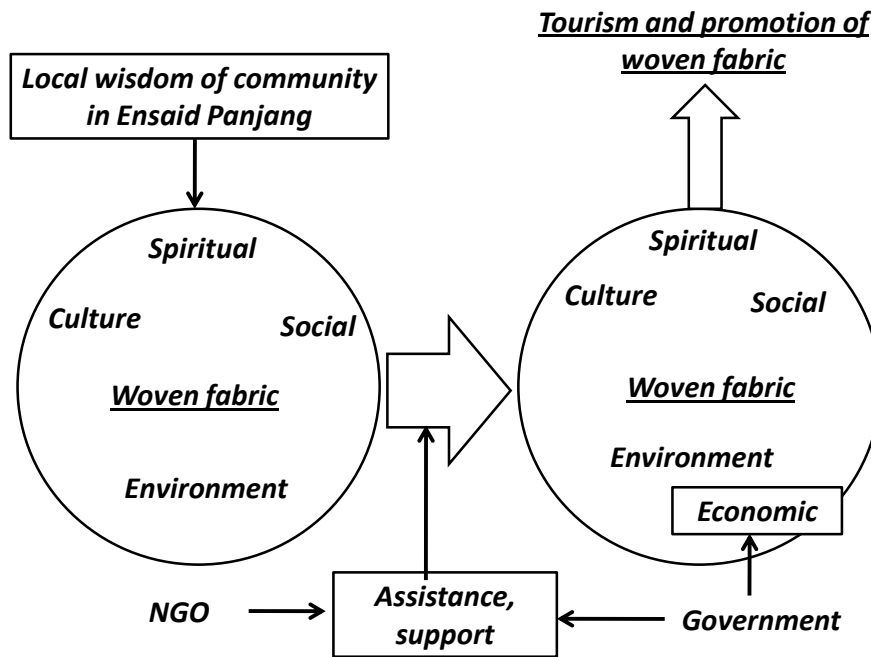 Tourism and promotion of
woven fabric
Local wisdom of community
in Ensaid Panjang
Spiritual
Culture
Social
Woven fabric
Environment
Spiritual
Culture
Social
Woven fabric
Environment
Economic
NGO
Assistance,
support
Government